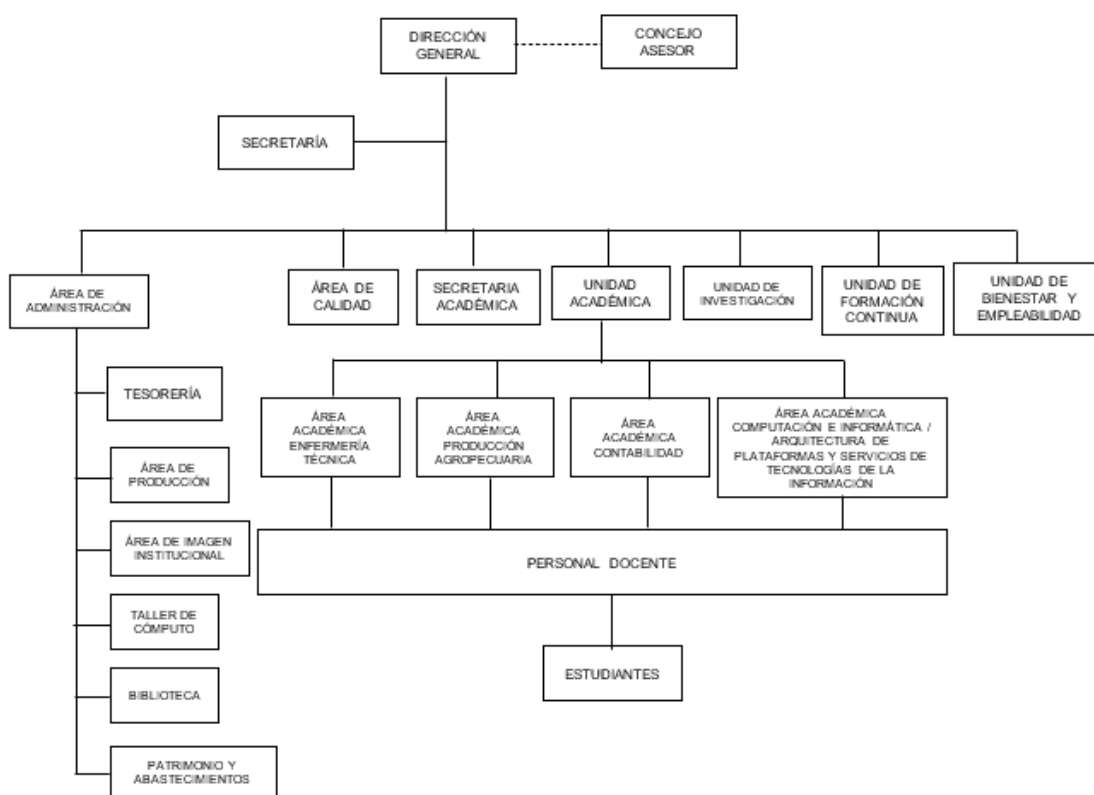 DIRECCIÓN
GENERAL
CONCEJO
ASESOR
SECRETARÍA
ÁREA DE
ADMINISTRACIÓN
ÁREA DE
CALIDAD
SECRETARIA
ACADÉMICA
UNIDAD
ACADÉMICA
UNIDAD DE
INVESTIGACIÓN
UNIDAD DE
FORMACIÓN
CONTINUA
UNIDAD DE
BIENESTAR Y
EMPLEABILIDAD
TESORERÍA
ÁREA DE
PRODUCCIÓN
ÁREA DE IMAGEN
INSTITUCIONAL
TALLER DE
CÓMPUTO
BIBLIOTECA
PATRIMONIO Y
ABASTECIMIENTOS
ÁREA
ACADÉMICA
ENFERMERÍA
TÉCNICA
ÁREA
ACADÉMICA
PRODUCCIÓN
AGROPECUARIA
ÁREA
ACADÉMICA
CONTABILIDAD
ÁREA ACADÉMICA
COMPUTACIÓN E INFORMÁTICA /
ARQUITECTURA DE
PLATAFORMAS Y SERVICIOS DE
TECNOLOGÍAS DE LA
INFORMACIÓN
PERSONAL DOCENTE
ESTUDIANTES